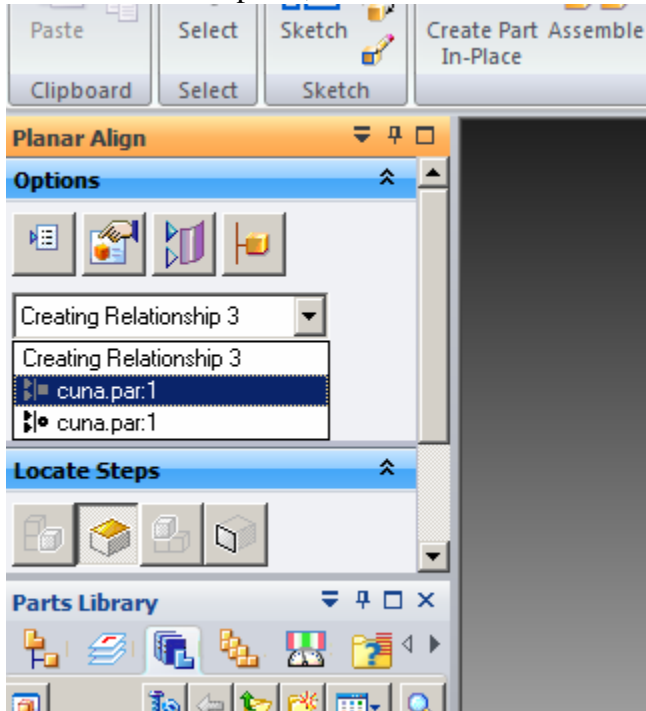 Paste
Select
Sketch
Create Part Assemble
In-Place
Clipboard
Select
Sketch
Planar Align
Options
Creating Relationship 3
Creating Relationship 3
cuna.par:1
cuna.par:1
Locate Steps
Parts Library